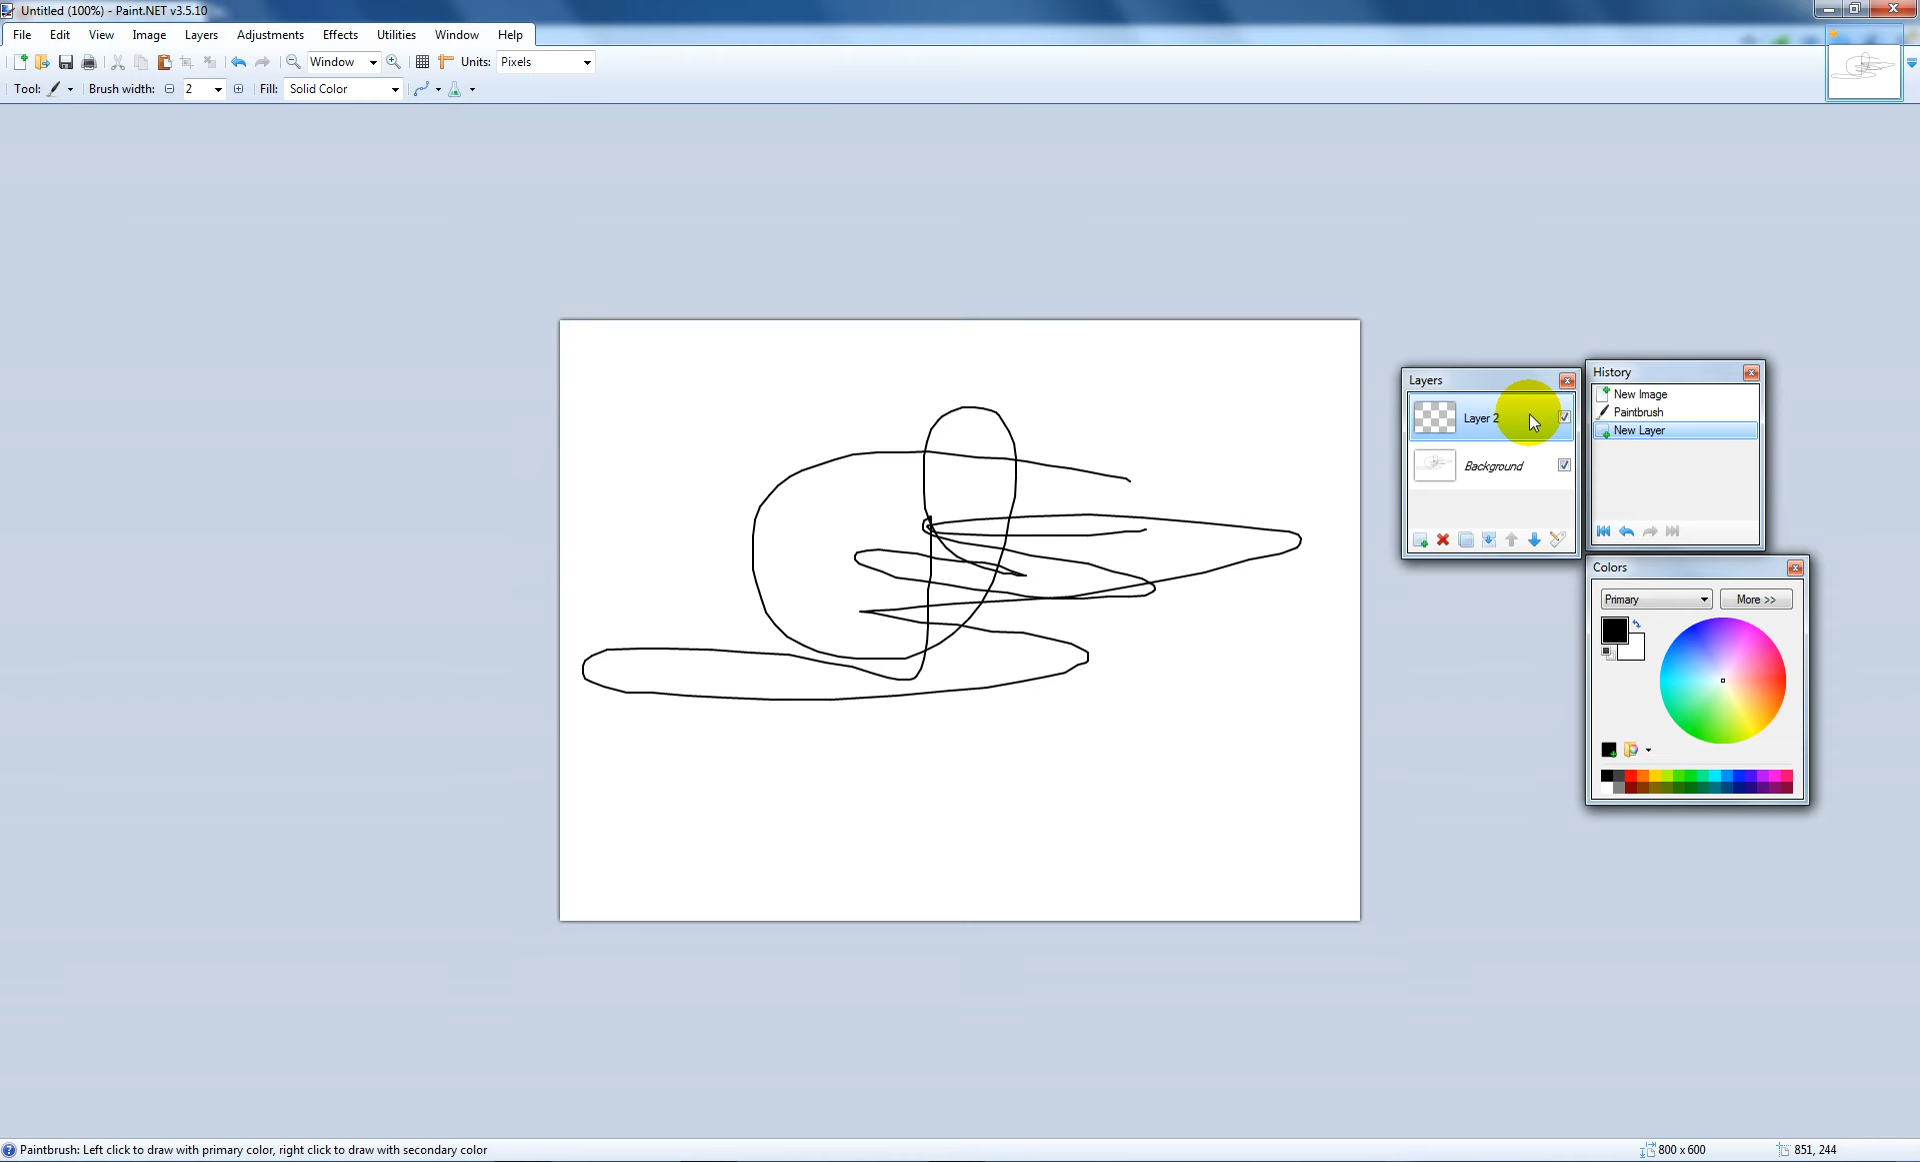 Untitled (100%) - Paint.NET v3.5.10
File Edit View Image Layers Adjustments Effects Utilities Window Help
Window Units: Pixels
Tool: Brush width: 2 Fill: Solid Color
Layers
Layer 2
Background
History
New Image
Paintbrush
New Layer
Colors
Primary More >>
Paintbrush: Left click to draw with primary color, right click to draw with secondary color 800 x 600 851, 244